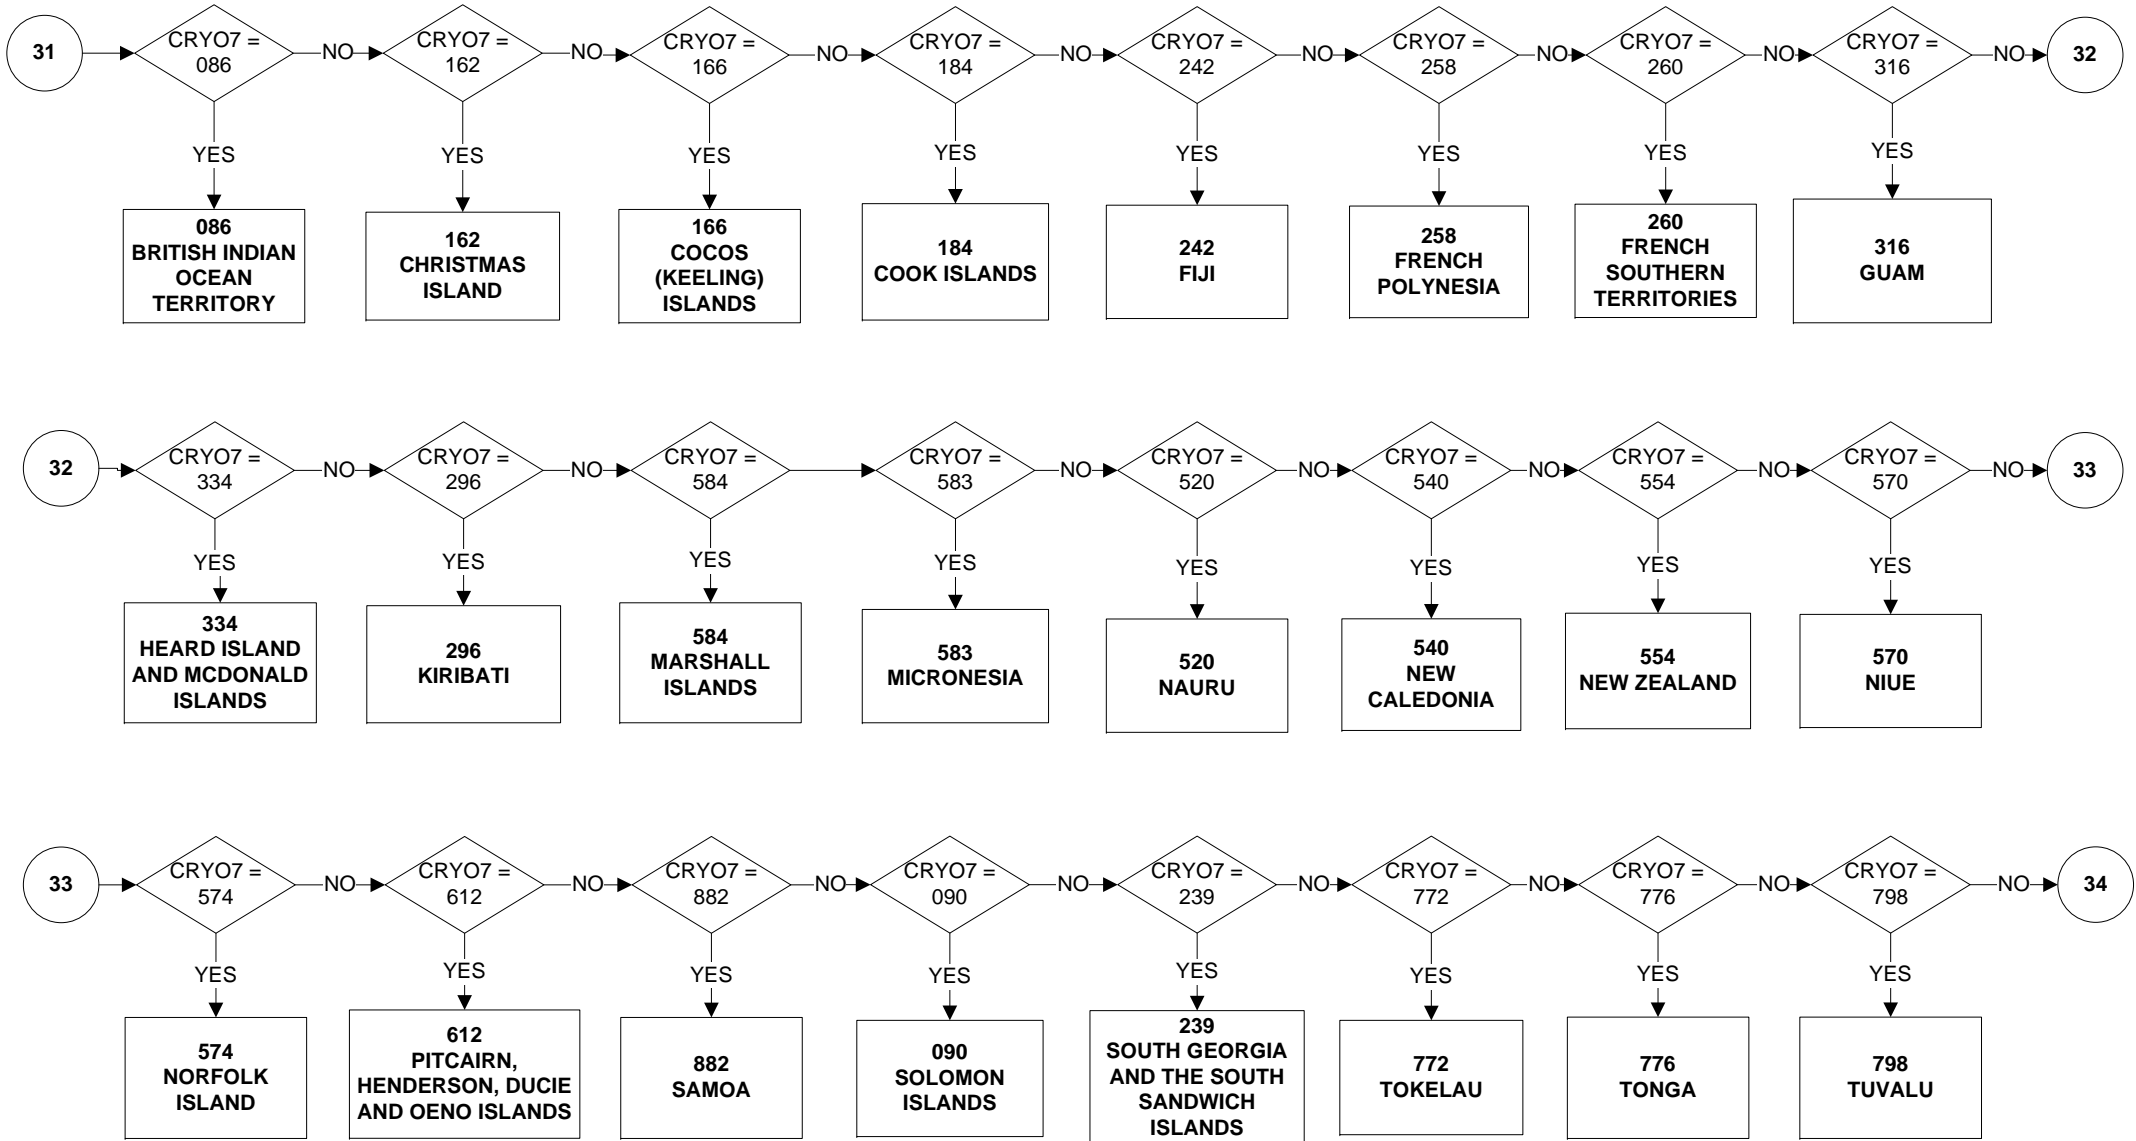 31
CRYO7 =
086
NO
CRYO7 =
162
NO
CRYO7 =
166
NO
CRYO7 =
184
NO
CRYO7 =
242
NO
CRYO7 =
258
NO
CRYO7 =
260
NO
CRYO7 =
316
NO
32
YES
YES
YES
YES
YES
YES
YES
YES
086
BRITISH INDIAN
OCEAN
TERRITORY
162
CHRISTMAS
ISLAND
166
COCOS
(KEELING)
ISLANDS
184
COOK ISLANDS
242
FIJI
258
FRENCH
POLYNESIA
260
FRENCH
SOUTHERN
TERRITORIES
316
GUAM
32
CRYO7 =
334
NO
CRYO7 =
296
NO
CRYO7 =
584
CRYO7 =
583
NO
CRYO7 =
520
NO
CRYO7 =
540
NO
CRYO7 =
554
NO
CRYO7 =
570
NO
33
YES
YES
YES
YES
YES
YES
YES
YES
334
HEARD ISLAND
AND MCDONALD
ISLANDS
296
KIRIBATI
584
MARSHALL
ISLANDS
583
MICRONESIA
520
NAURU
540
NEW
CALEDONIA
554
NEW ZEALAND
570
NIUE
33
CRYO7 =
574
NO
CRYO7 =
612
NO
CRYO7 =
882
NO
CRYO7 =
090
NO
CRYO7 =
239
NO
CRYO7 =
772
NO
CRYO7 =
776
NO
CRYO7 =
798
NO
34
YES
YES
YES
YES
YES
YES
YES
YES
574
NORFOLK
ISLAND
612
PITCAIRN,
HENDERSON, DUCIE
AND OENO ISLANDS
882
SAMOA
090
SOLOMON
ISLANDS
239
SOUTH GEORGIA
AND THE SOUTH
SANDWICH
ISLANDS
772
TOKELAU
776
TONGA
798
TUVALU